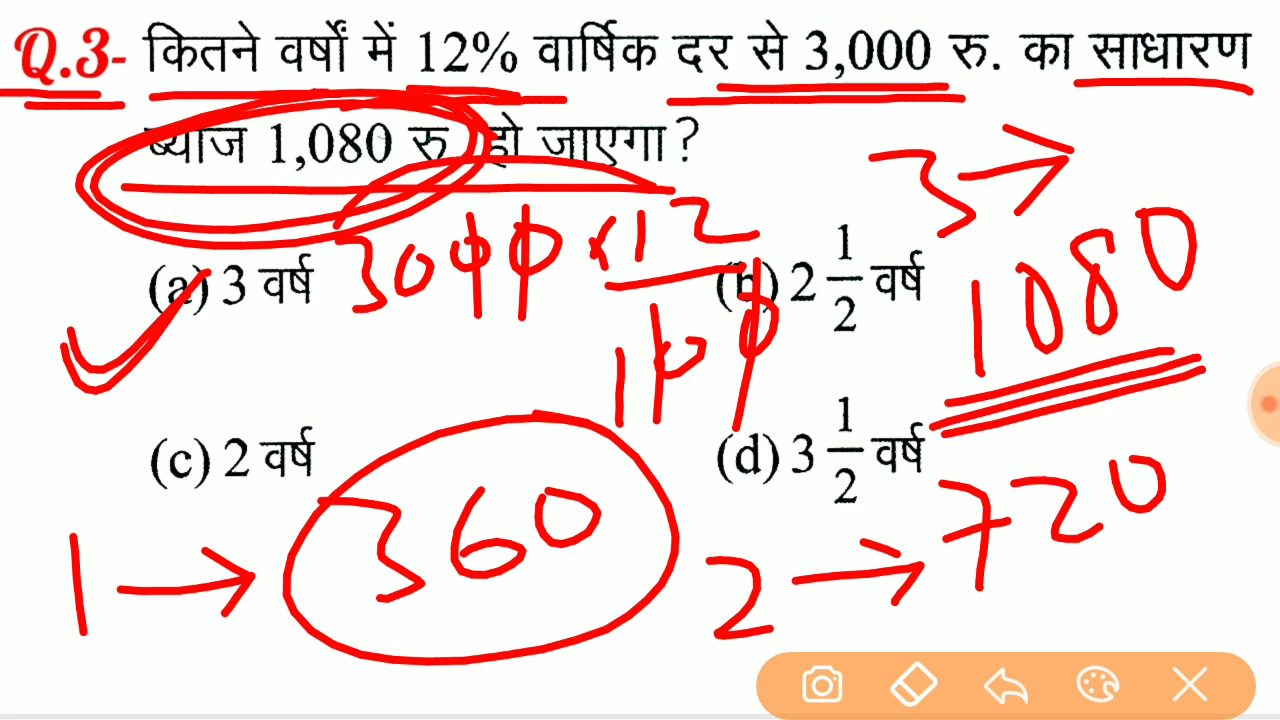 Q.3- कितने वर्षों में 12% वार्षिक दर से 3,000 रु. का साधारण
ब्याज 1,080 रु. हो जाएगा?
3 →
1080
3000 × 12
100
(a) 3 वर्ष
(b) 2 1/2 वर्ष
(c) 2 वर्ष
(d) 3 1/2 वर्ष
1 → 360
2 → 720